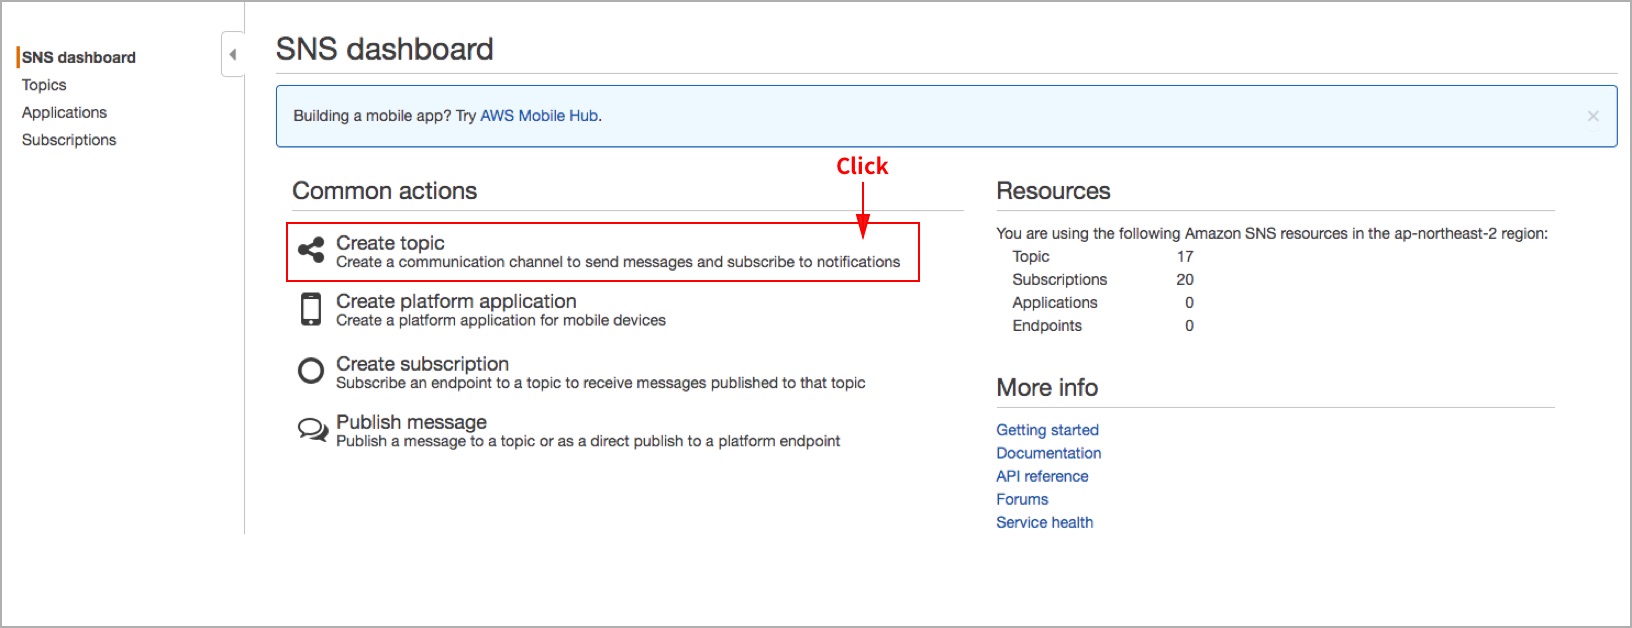 SNS dashboard
Topics
Applications
Subscriptions
SNS dashboard
Building a mobile app? Try AWS Mobile Hub.
Click
Common actions
Create topic
Create a communication channel to send messages and subscribe to notifications
Create platform application
Create a platform application for mobile devices
Create subscription
Subscribe an endpoint to a topic to receive messages published to that topic
Publish message
Publish a message to a topic or as a direct publish to a platform endpoint
Resources
You are using the following Amazon SNS resources in the ap-northeast-2 region:
Topic 17
Subscriptions 20
Applications 0
Endpoints 0
More info
Getting started
Documentation
API reference
Forums
Service health